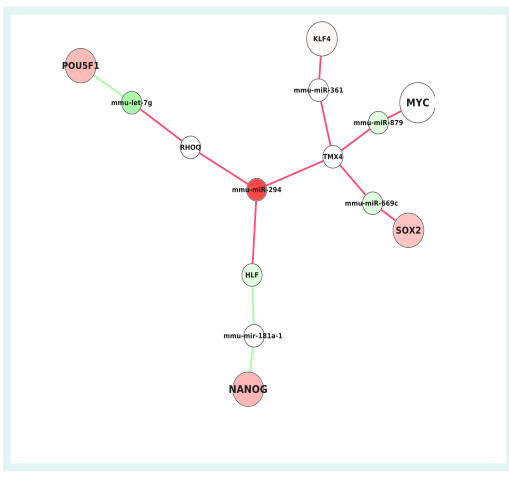 KLF4
POU5F1
mmu-miR-361
mmu-let-7g
MYC
mmu-miR-879
RHOQ
TMX4
mmu-miR-294
mmu-miR-669c
SOX2
HLF
mmu-mir-181a-1
NANOG